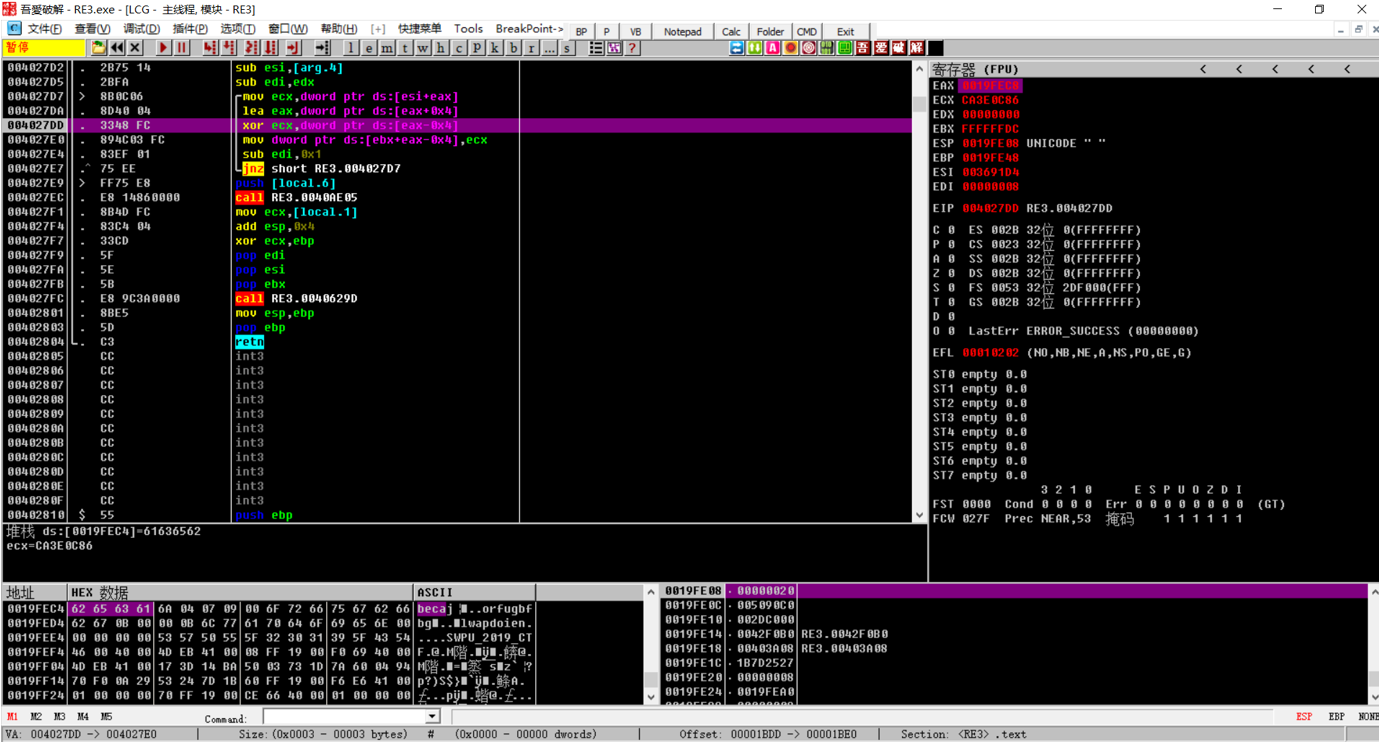 吾愛破解 - RE3.exe - [LCG - 主线程, 模块 - RE3]
文件(F) 查看(V) 调试(D) 插件(P) 选项(T) 窗口(W) 帮助(H) [+] 快捷菜单 Tools BreakPoint-> BP P VB Notepad Calc Folder CMD Exit
暂停 l e m t w h c p k b r ... s ? 吾 爱 破 解
004027D2 . 2B75 14 sub esi,[arg.4]
004027D5 . 2BFA sub edi,edx
004027D7 > 8B0C06 mov ecx,dword ptr ds:[esi+eax]
004027DA . 8D40 04 lea eax,dword ptr ds:[eax+0x4]
004027DD . 3348 FC xor ecx,dword ptr ds:[eax-0x4]
004027E0 . 894C03 FC mov dword ptr ds:[ebx+eax-0x4],ecx
004027E4 . 83EF 01 sub edi,0x1
004027E7 .^ 75 EE jnz short RE3.004027D7
004027E9 > FF75 E8 push [local.6]
004027EC . E8 14860000 call RE3.0040AE05
004027F1 . 8B4D FC mov ecx,[local.1]
004027F4 . 83C4 04 add esp,0x4
004027F7 . 33CD xor ecx,ebp
004027F9 . 5F pop edi
004027FA . 5E pop esi
004027FB . 5B pop ebx
004027FC . E8 9C3A0000 call RE3.0040629D
00402801 . 8BE5 mov esp,ebp
00402803 . 5D pop ebp
00402804 . C3 retn
00402805 CC int3
00402806 CC int3
00402807 CC int3
00402808 CC int3
00402809 CC int3
0040280A CC int3
0040280B CC int3
0040280C CC int3
0040280D CC int3
0040280E CC int3
0040280F CC int3
00402810 $ 55 push ebp
寄存器 (FPU) < < < < <
EAX 0019FEC8
ECX CA3E0C86
EDX 00000000
EBX FFFFFFDC
ESP 0019FE08 UNICODE " "
EBP 0019FE48
ESI 003691D4
EDI 00000008
EIP 004027DD RE3.004027DD
C 0 ES 002B 32位 0(FFFFFFFF)
P 0 CS 0023 32位 0(FFFFFFFF)
A 0 SS 002B 32位 0(FFFFFFFF)
Z 0 DS 002B 32位 0(FFFFFFFF)
S 0 FS 0053 32位 2DF000(FFF)
T 0 GS 002B 32位 0(FFFFFFFF)
D 0
O 0 LastErr ERROR_SUCCESS (00000000)
EFL 00010202 (NO,NB,NE,A,NS,PO,GE,G)
ST0 empty 0.0
ST1 empty 0.0
ST2 empty 0.0
ST3 empty 0.0
ST4 empty 0.0
ST5 empty 0.0
ST6 empty 0.0
ST7 empty 0.0
3 2 1 0 E S P U O Z D I
FST 0000 Cond 0 0 0 0 Err 0 0 0 0 0 0 0 0 (GT)
FCW 027F Prec NEAR,53 掩码 1 1 1 1 1 1
堆栈 ds:[0019FEC4]=61636562
ecx=CA3E0C86
地址 HEX 数据 ASCII
0019FEC4 62 65 63 61 6A 04 07 09 00 6F 72 66 75 67 62 66 becaj ..orfugbf
0019FED4 62 67 0B 00 00 0B 6C 77 61 70 64 6F 69 65 6E 00 bg ..lwapdoien.
0019FEE4 00 00 00 00 53 57 50 55 5F 32 30 31 39 5F 43 54 ....SWPU_2019_CT
0019FEF4 46 00 40 00 4D EB 41 00 08 FF 19 00 F0 69 40 00 F.@.M
0019FF04 4D EB 41 00 17 3D 14 BA 50 03 73 1D 7A 60 04 94
0019FF14 70 F0 0A 29 53 24 7D 1B 60 FF 19 00 F6 E6 41 00
0019FF24 01 00 00 00 70 FF 19 00 CE 66 40 00 01 00 00 00
0019FE08 00000020
0019FE0C 005090C0
0019FE10 002DC000
0019FE14 0042F0B0 RE3.0042F0B0
0019FE18 00403A08 RE3.00403A08
0019FE1C 1B7D2527
0019FE20 00000008
0019FE24 0019FEA0
M1 M2 M3 M4 M5 Command: ESP EBP NONE
VA: 004027DD -> 004027E0 Size:(0x0003 - 00003 bytes) # (0x0000 - 00000 dwords) Offset: 00001BDD -> 00001BE0 Section: <RE3> .text